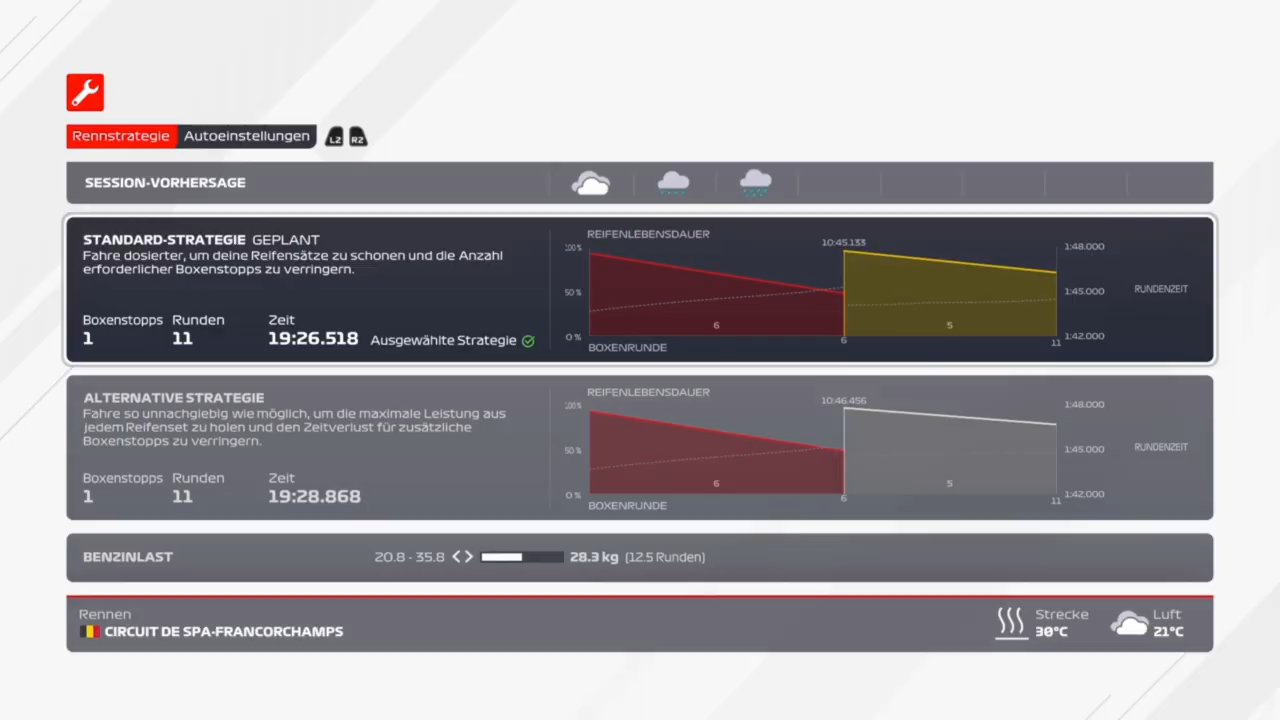 Rennstrategie Autoeinstellungen L2 R2
SESSION-VORHERSAGE
STANDARD-STRATEGIE GEPLANT
Fahre dosierter, um deine Reifensätze zu schonen und die Anzahl
erforderlicher Boxenstopps zu verringern.
Boxenstopps Runden Zeit
1 11 19:26.518 Ausgewählte Strategie
REIFENLEBENSDAUER
100% 10:45.133 1:48.000
50% 1:45.000 RUNDENZEIT
6 5
0% 6 11 1:42.000
BOXENRUNDE
ALTERNATIVE STRATEGIE
Fahre so unnachgiebig wie möglich, um die maximale Leistung aus
jedem Reifenset zu holen und den Zeitverlust für zusätzliche
Boxenstopps zu verringern.
Boxenstopps Runden Zeit
1 11 19:28.868
REIFENLEBENSDAUER
100% 10:46.456 1:48.000
50% 1:45.000 RUNDENZEIT
6 5
0% 6 11 1:42.000
BOXENRUNDE
BENZINLAST 20.8 - 35.8 < > 28.3 kg (12.5 Runden)
Rennen
CIRCUIT DE SPA-FRANCORCHAMPS
Strecke
30°C
Luft
21°C